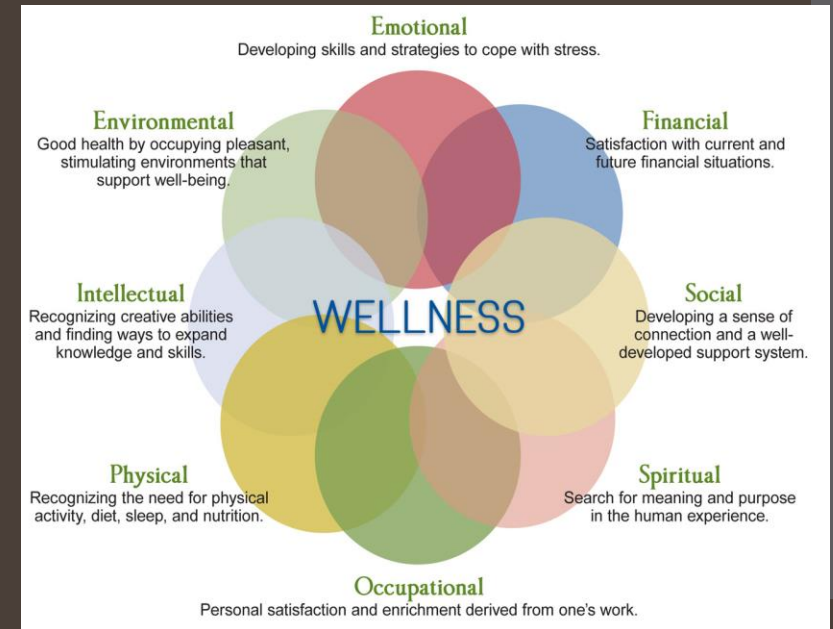 Emotional
Developing skills and strategies to cope with stress.
Environmental
Good health by occupying pleasant,
stimulating environments that
support well-being.
Financial
Satisfaction with current and
future financial situations.
Intellectual
Recognizing creative abilities
and finding ways to expand
knowledge and skills.
WELLNESS
Social
Developing a sense of
connection and a well-
developed support system.
Physical
Recognizing the need for physical
activity, diet, sleep, and nutrition.
Spiritual
Search for meaning and purpose
in the human experience.
Occupational
Personal satisfaction and enrichment derived from one's work.